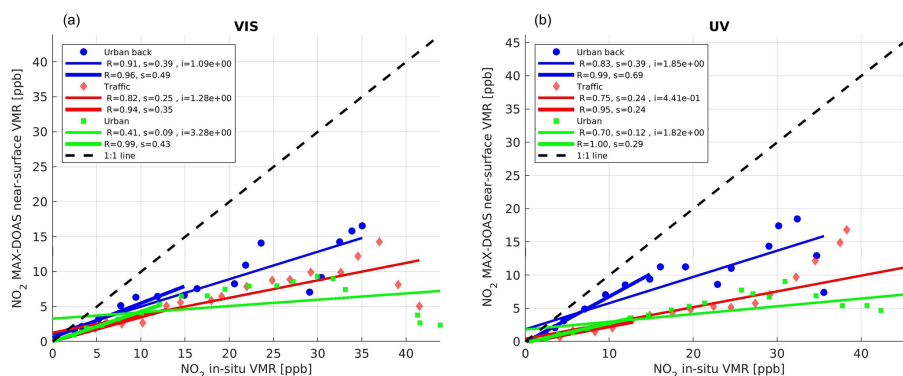 (a)
VIS
NO2 MAX-DOAS near-surface VMR [ppb]
40
35
30
25
20
15
10
5
0
Urban back
R=0.91, s=0.39 , i=1.09e+00
R=0.96, s=0.49
Traffic
R=0.82, s=0.25 , i=1.28e+00
R=0.94, s=0.35
Urban
R=0.41, s=0.09 , i=3.28e+00
R=0.99, s=0.43
1:1 line
0 5 10 15 20 25 30 35 40
NO2 in-situ VMR [ppb]
(b)
UV
NO2 MAX-DOAS near-surface VMR [ppb]
45
40
35
30
25
20
15
10
5
0
Urban back
R=0.83, s=0.39 , i=1.85e+00
R=0.99, s=0.69
Traffic
R=0.75, s=0.24 , i=4.41e-01
R=0.95, s=0.24
Urban
R=0.70, s=0.12 , i=1.82e+00
R=1.00, s=0.29
1:1 line
0 5 10 15 20 25 30 35 40 45
NO2 in-situ VMR [ppb]